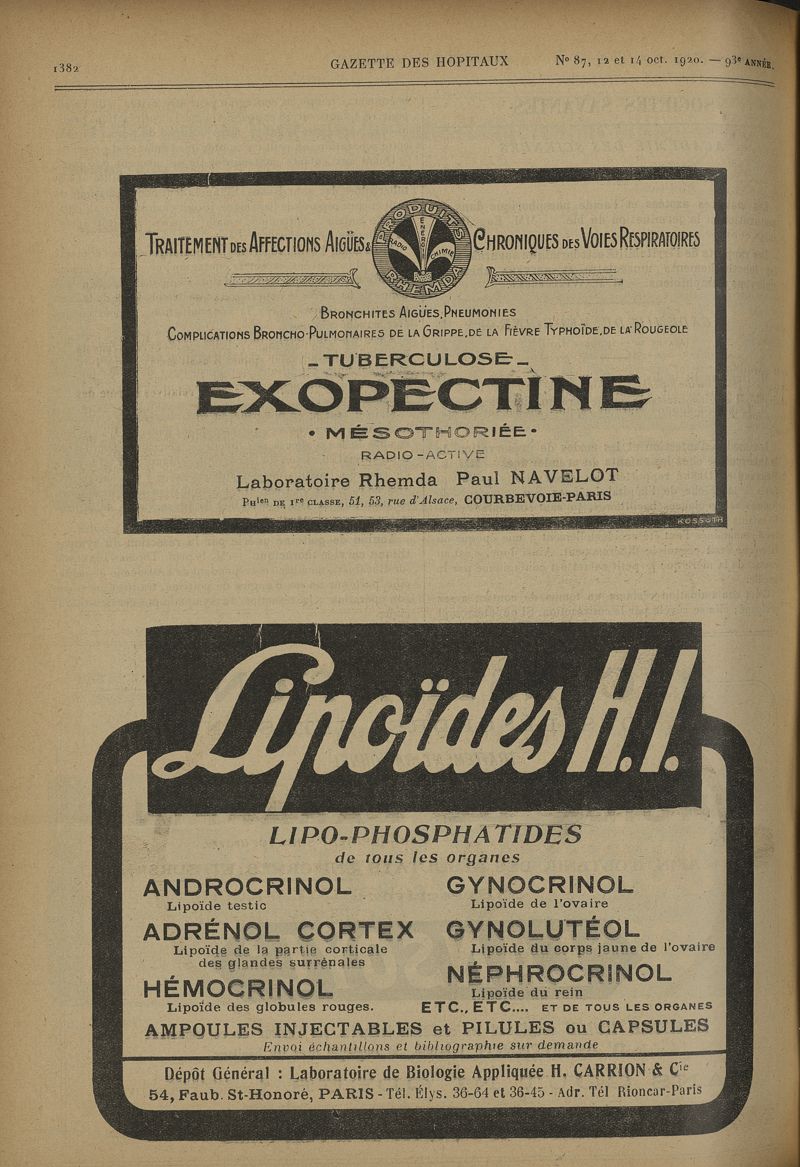 1382 GAZETTE DES HOPITAUX Nº 87, 12 et 14 oct. 1920. — 93e ANNÉE.
TRAITEMENT DES AFFECTIONS AIGÜES & CHRONIQUES DES VOIES RESPIRATOIRES
PRODUITS
ENERGIE
RADIO
CHIMIE
RHEMDA
BRONCHITES AIGÜES, PNEUMONIES
COMPLICATIONS BRONCHO-PULMONAIRES DE LA GRIPPE, DE LA FIÈVRE TYPHOÏDE, DE LA ROUGEOLE
- TUBERCULOSE -
EXOPECTINE
• MÉSOTHORIÉE •
RADIO-ACTIVE
Laboratoire Rhemda Paul NAVELOT
Phien DE 1re CLASSE, 51, 53, rue d'Alsace, COURBEVOIE-PARIS
KOSSUTH
Lipoïdes H.I.
LIPO-PHOSPHATIDES
de tous les organes
ANDROCRINOL
Lipoïde testic
ADRÉNOL CORTEX
Lipoïde de la partie corticale
des glandes surrénales
HÉMOCRINOL
Lipoïde des globules rouges.
GYNOCRINOL
Lipoïde de l'ovaire
GYNOLUTÉOL
Lipoïde du corps jaune de l'ovaire
NÉPHROCRINOL
Lipoïde du rein
ETC., ETC.... ET DE TOUS LES ORGANES
AMPOULES INJECTABLES et PILULES ou CAPSULES
Envoi échantillons et bibliographie sur demande
Dépôt Général : Laboratoire de Biologie Appliquée H. CARRION & Cie
54, Faub. St-Honoré, PARIS - Tél. Élys. 36-64 et 36-45 - Adr. Tél Rioncar-Paris